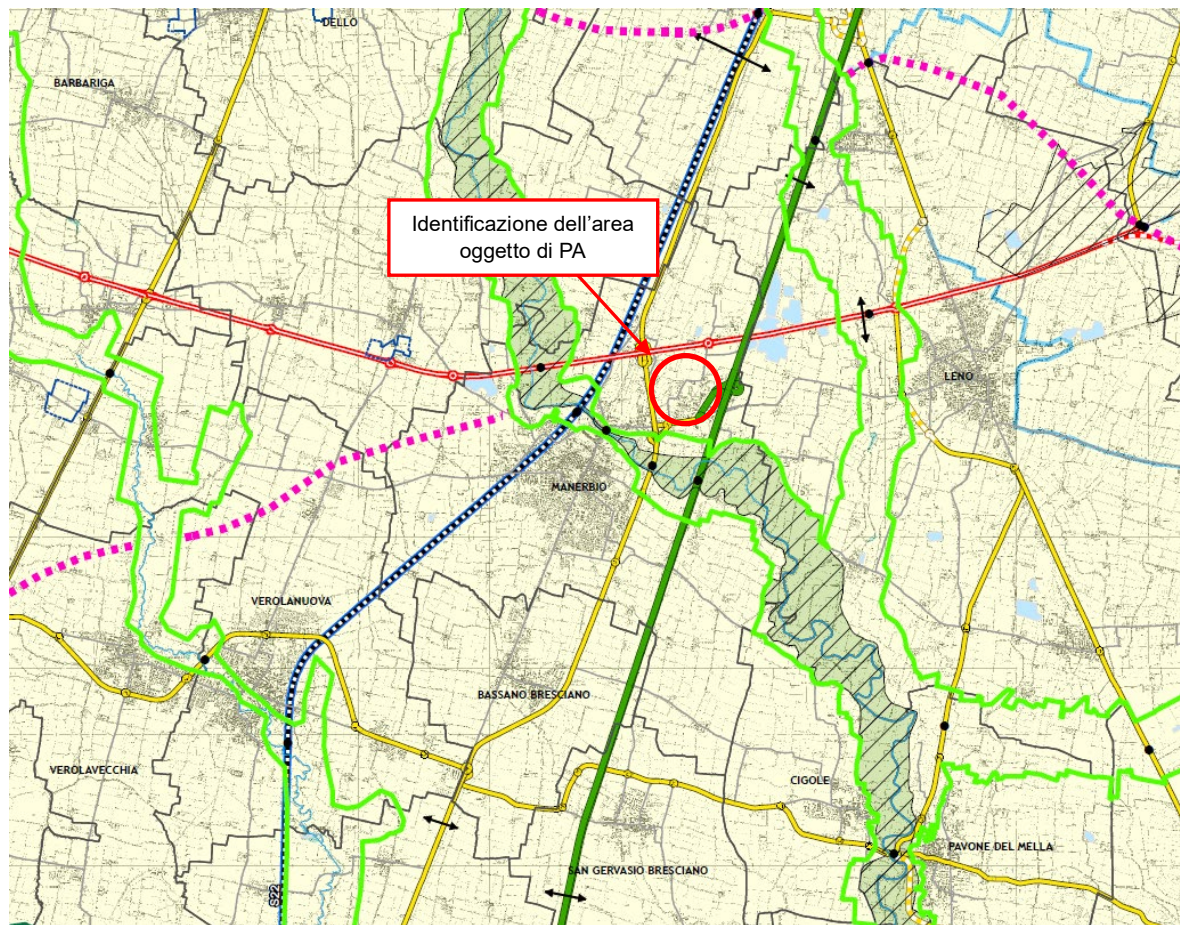 DELLO
BARBARIGA
Identificazione dell'area
oggetto di PA
LENO
MANERBIO
VEROLANUOVA
BASSANO BRESCIANO
VEROLAVECCHIA
CIGOLE
PAVONE DEL MELLA
SAN GERVASIO BRESCIANO